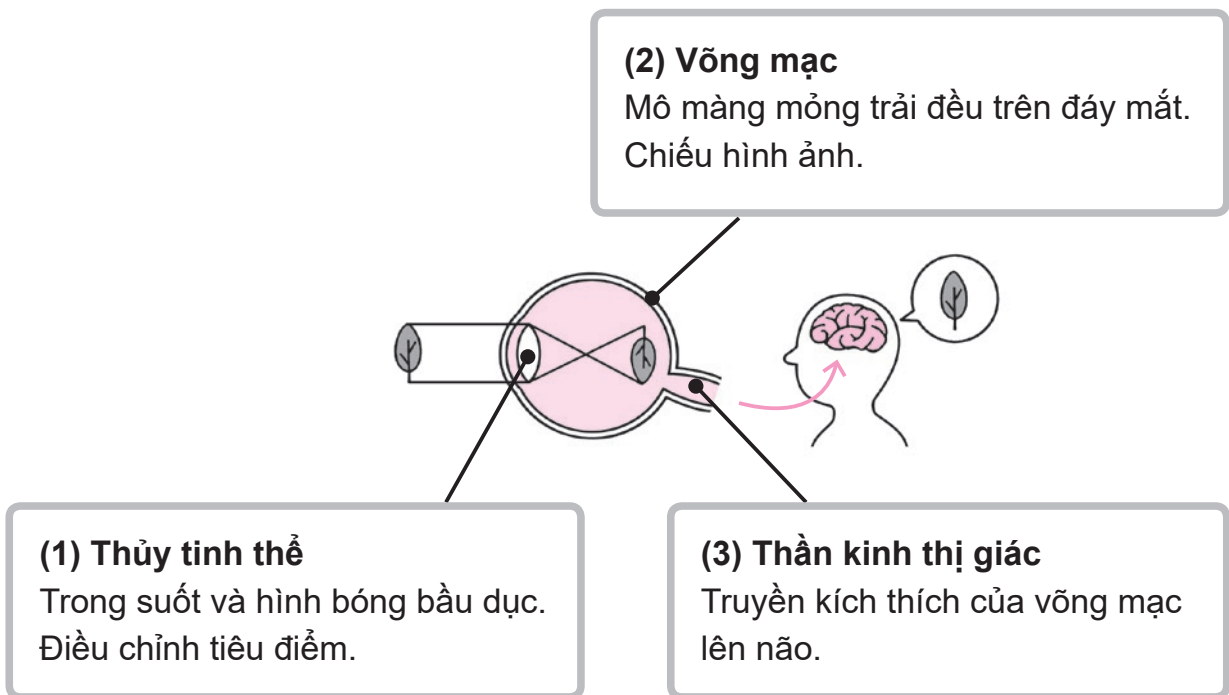 (2) Võng mạc
Mô màng mỏng trải đều trên đáy mắt.
Chiếu hình ảnh.
(1) Thủy tinh thể
Trong suốt và hình bóng bầu dục.
Điều chỉnh tiêu điểm.
(3) Thần kinh thị giác
Truyền kích thích của võng mạc
lên não.